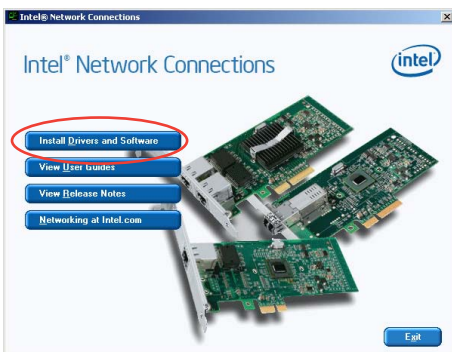 Intel® Network Connections
Intel® Network Connections
intel
Install Drivers and Software
View User Guides
View Release Notes
Networking at Intel.com
Exit